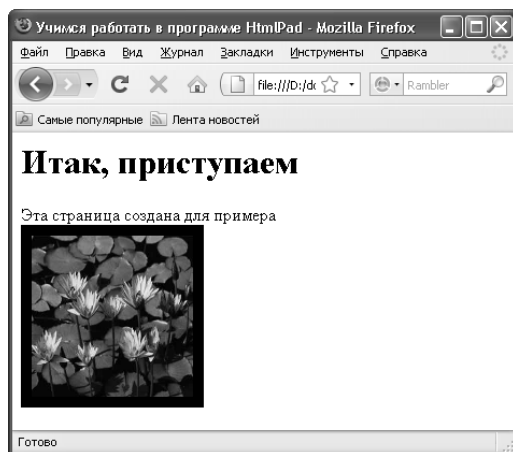 Учимся работать в программе HtmlPad - Mozilla Firefox
Файл Правка Вид Журнал Закладки Инструменты Справка
file:///D:/do Rambler
Самые популярные Лента новостей
Итак, приступаем
Эта страница создана для примера
Готово